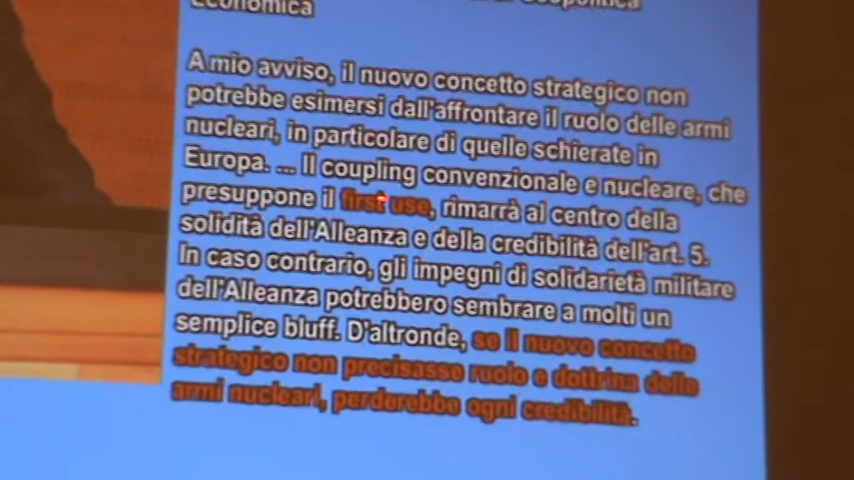 Economica
Geopolitica
A mio avviso, il nuovo concetto strategico non
potrebbe esimersi dall'affrontare il ruolo delle armi
nucleari, in particolare di quelle schierate in
Europa. ... Il coupling convenzionale e nucleare, che
presuppone il first use, rimarrà al centro della
solidità dell'Alleanza e della credibilità dell'art. 5.
In caso contrario, gli impegni di solidarietà militare
dell'Alleanza potrebbero sembrare a molti un
semplice bluff. D'altronde, se il nuovo concetto
strategico non precisasse ruolo e dottrina delle
armi nucleari, perderebbe ogni credibilità.